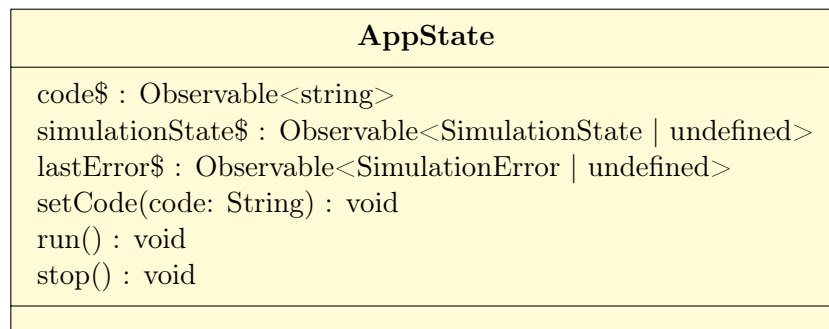 AppState
code$ : Observable<string>
simulationState$ : Observable<SimulationState | undefined>
lastError$ : Observable<SimulationError | undefined>
setCode(code: String) : void
run() : void
stop() : void